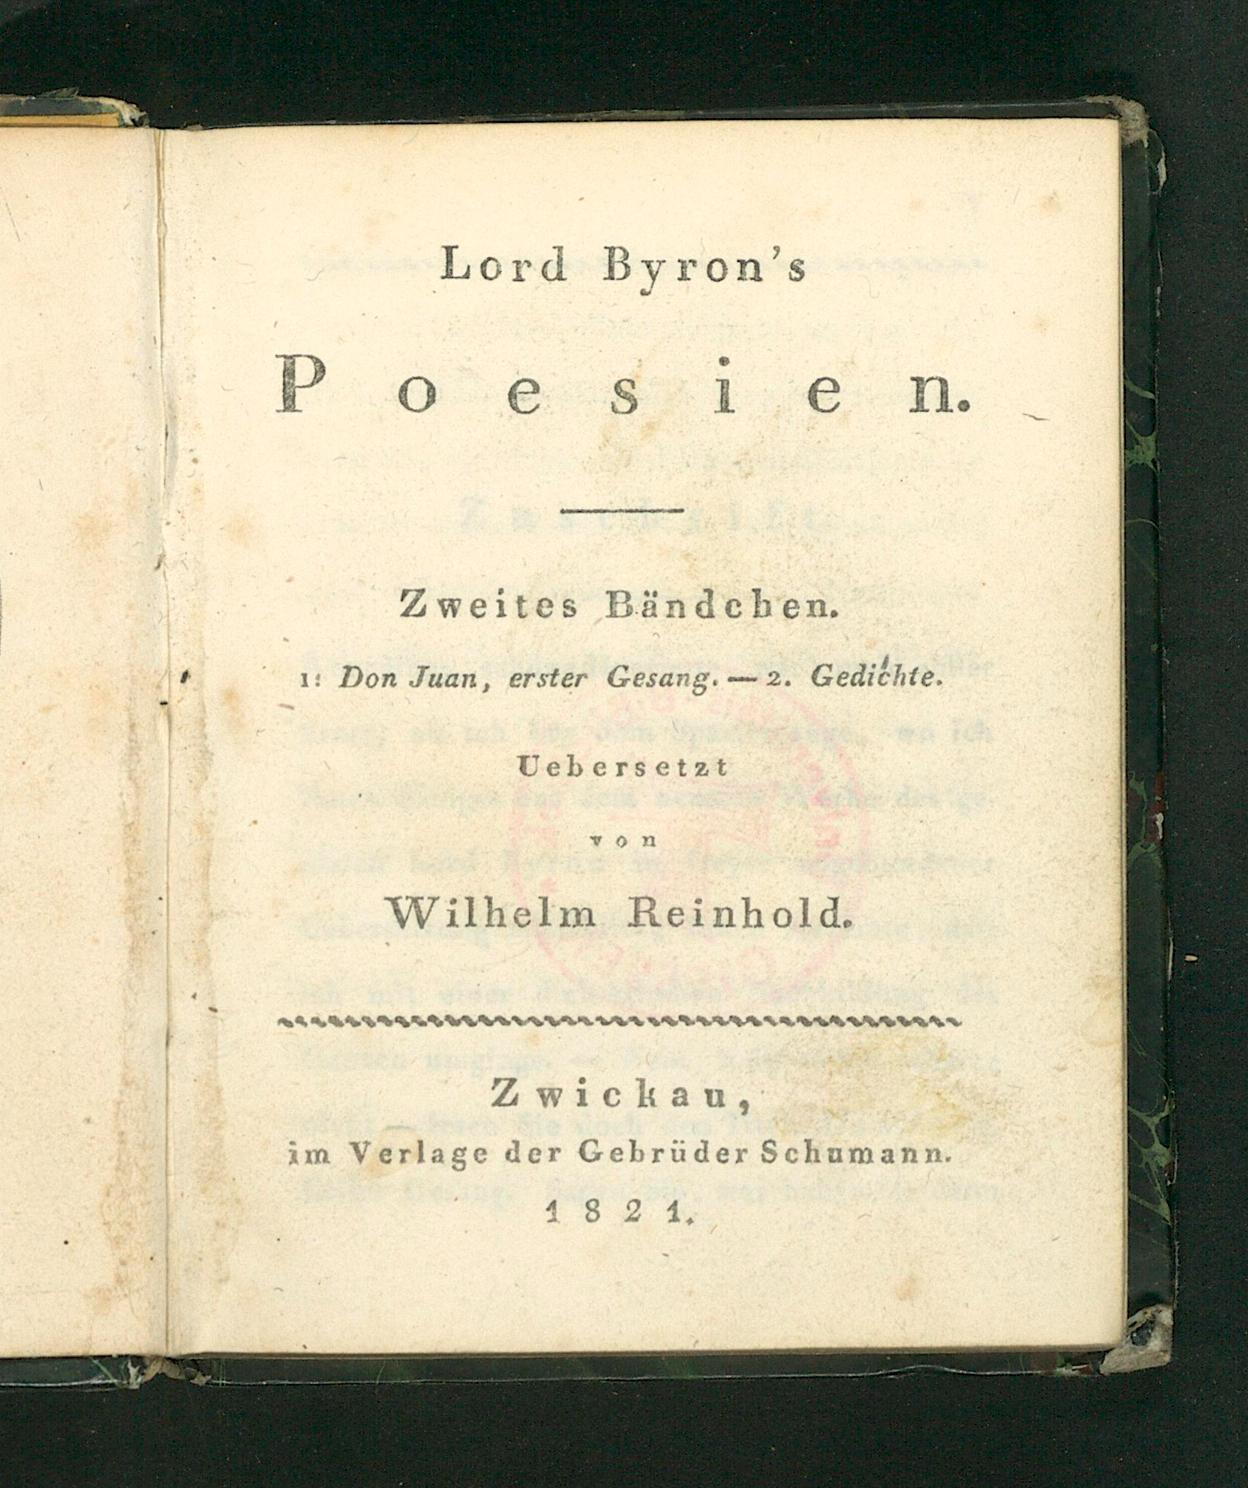 Lord Byron's
Poesien.
Zweites Bändchen.
1: Don Juan, erster Gesang. — 2. Gedichte.
Uebersetzt
von
Wilhelm Reinhold.
Zwickau,
im Verlage der Gebrüder Schumann.
1821.